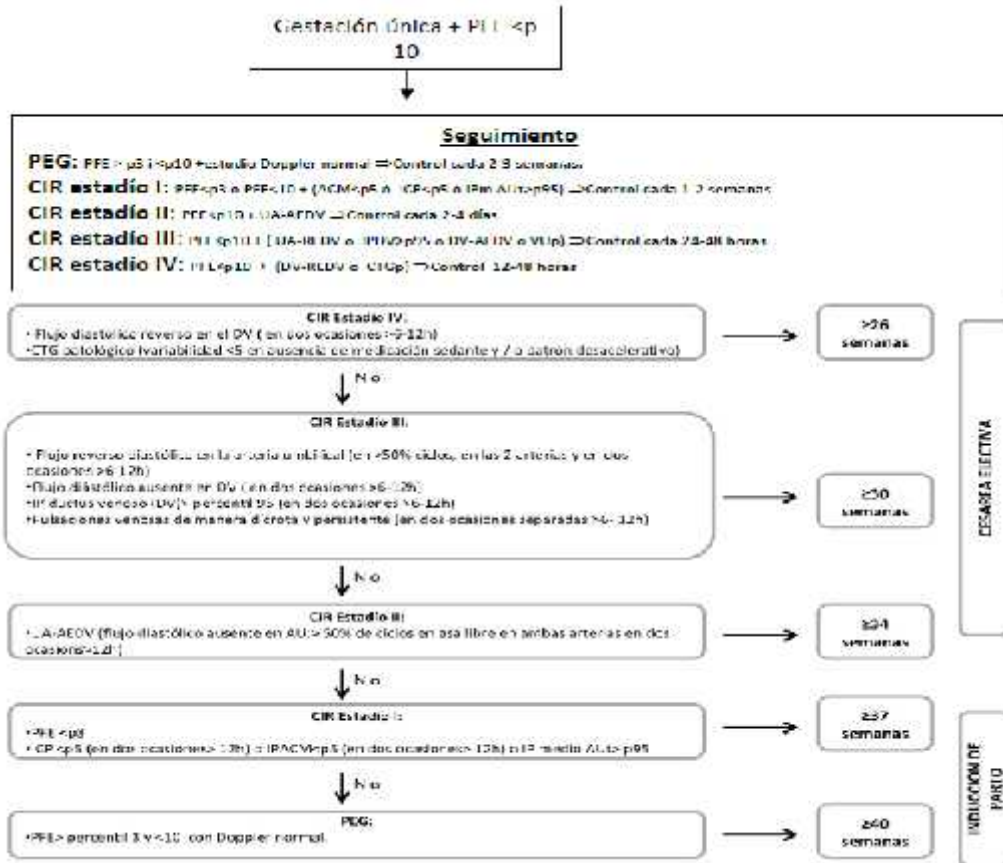 Gestación única + PFE <p
10
Seguimiento
PEG: PFE > p3 i <p10 + estudio Doppler normal ⇒ Control cada 2-3 semanas.
CIR estadío I: PFE<p3 o PFE<10 + (ACM<p5 o ICP<p5 o IPm AUt>p95) ⇒ Control cada 1-2 semanas
CIR estadío II: PFE<p10 + UA-AEDV ⇒ Control cada 2-4 días
CIR estadío III: PFE<p10 + (UA-REDV o IPDV>p95 o DV-AEDV o VUp) ⇒ Control cada 24-48 horas
CIR estadío IV: PFE<p10 + (DV-REDV o CTGp) ⇒ Control 12-48 horas
CIR Estadío IV:
• Flujo diastólico reverso en el DV (en dos ocasiones >6-12h)
• CTG patológico (variabilidad <5 en ausencia de medicación sedante y / o patrón desacelerativo)
≥26
semanas
No
CIR Estadío III:
• Flujo reverso diastólico en la arteria umbilical (en >50% ciclos, en las 2 arterias y en dos
ocasiones >6-12h)
• Flujo diastólico ausente en DV (en dos ocasiones >6-12h)
• IP ductus venoso (DV)> percentil 95 (en dos ocasiones >6-12h)
• Pulsaciones venosas de manera dicrota y persistente (en dos ocasiones separadas >6-12h)
≥30
semanas
No
CIR Estadío II:
• UA-AEDV (flujo diastólico ausente en AU > 50% de ciclos en asa libre en ambas arterias en dos
ocasions>12h)
≥34
semanas
CESAREA ELECTIVA
No
CIR Estadío I:
• PFE <p3
• ICP <p5 (en dos ocasiones> 12h) o IPACM<p5 (en dos ocasiones> 12h) o IP medio AUt> p95
≥37
semanas
No
PEG:
• PFE> percentil 3 y <10 con Doppler normal.
≥40
semanas
INDUCCION DE
PARTO